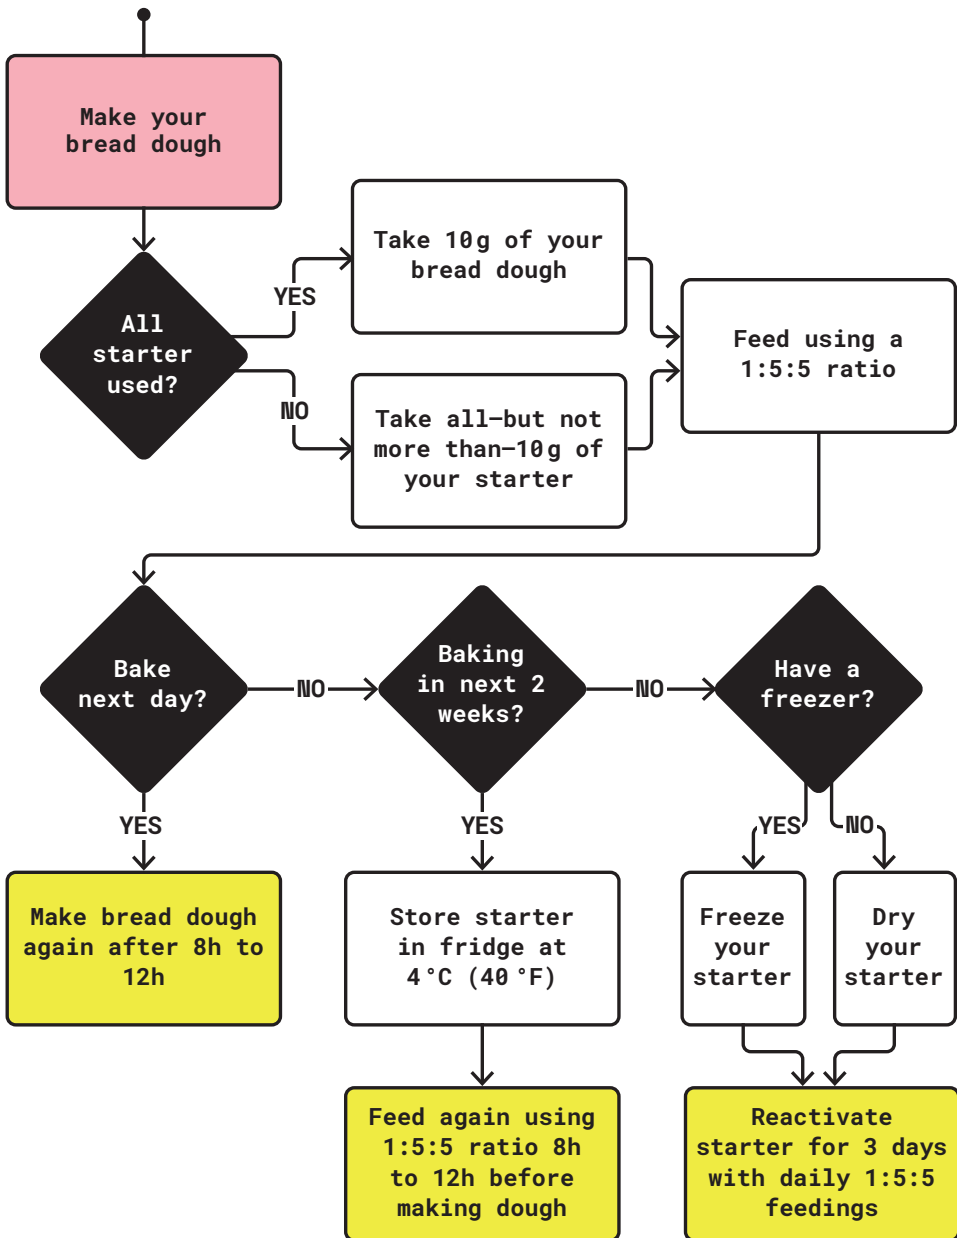 Make your
bread dough
All
starter
used?
YES
NO
Take 10g of your
bread dough
Take all—but not
more than—10g of
your starter
Feed using a
1:5:5 ratio
Bake
next day?
NO
Baking
in next 2
weeks?
NO
Have a
freezer?
YES
YES
YES
NO
Make bread dough
again after 8h to
12h
Store starter
in fridge at
4°C (40 °F)
Freeze
your
starter
Dry
your
starter
Feed again using
1:5:5 ratio 8h
to 12h before
making dough
Reactivate
starter for 3 days
with daily 1:5:5
feedings